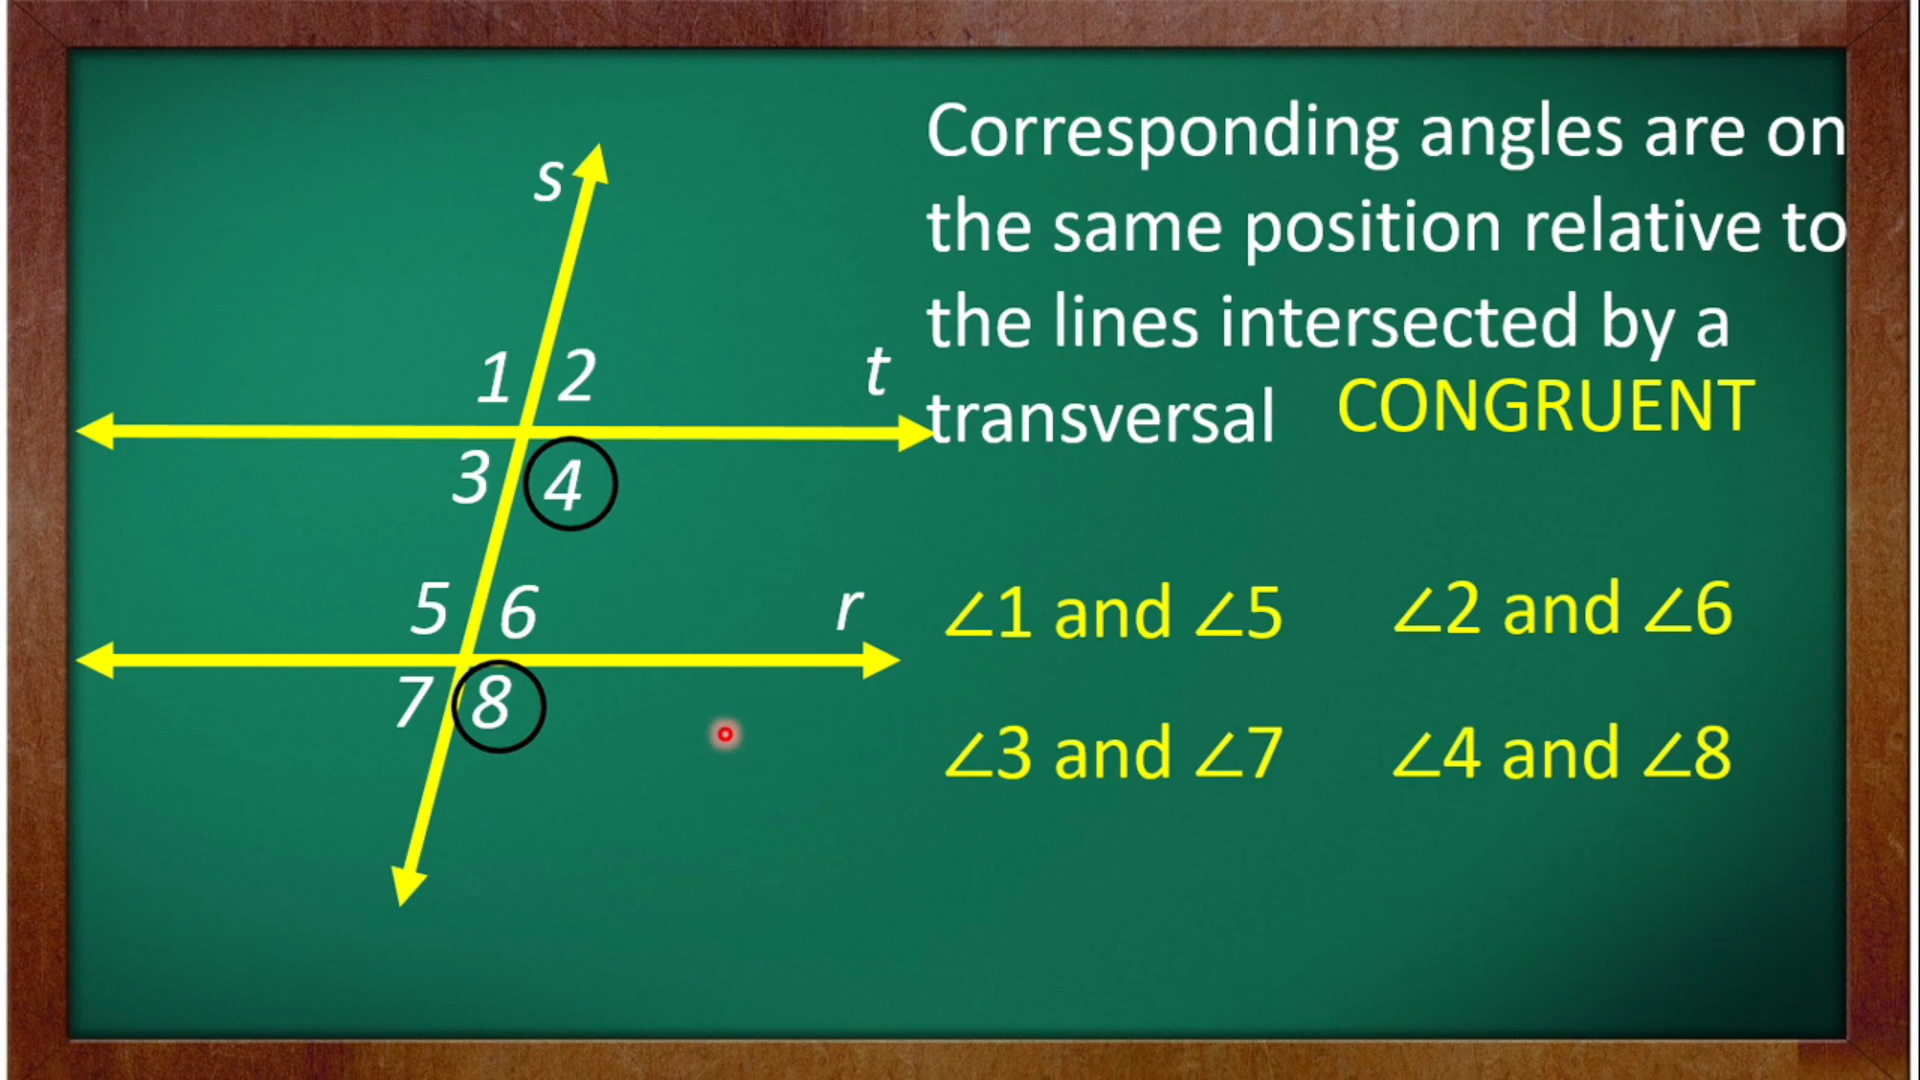 s
1 2
t
3 4
5 6
r
7 8
Corresponding angles are on
the same position relative to
the lines intersected by a
transversal CONGRUENT
∠1 and ∠5 ∠2 and ∠6
∠3 and ∠7 ∠4 and ∠8